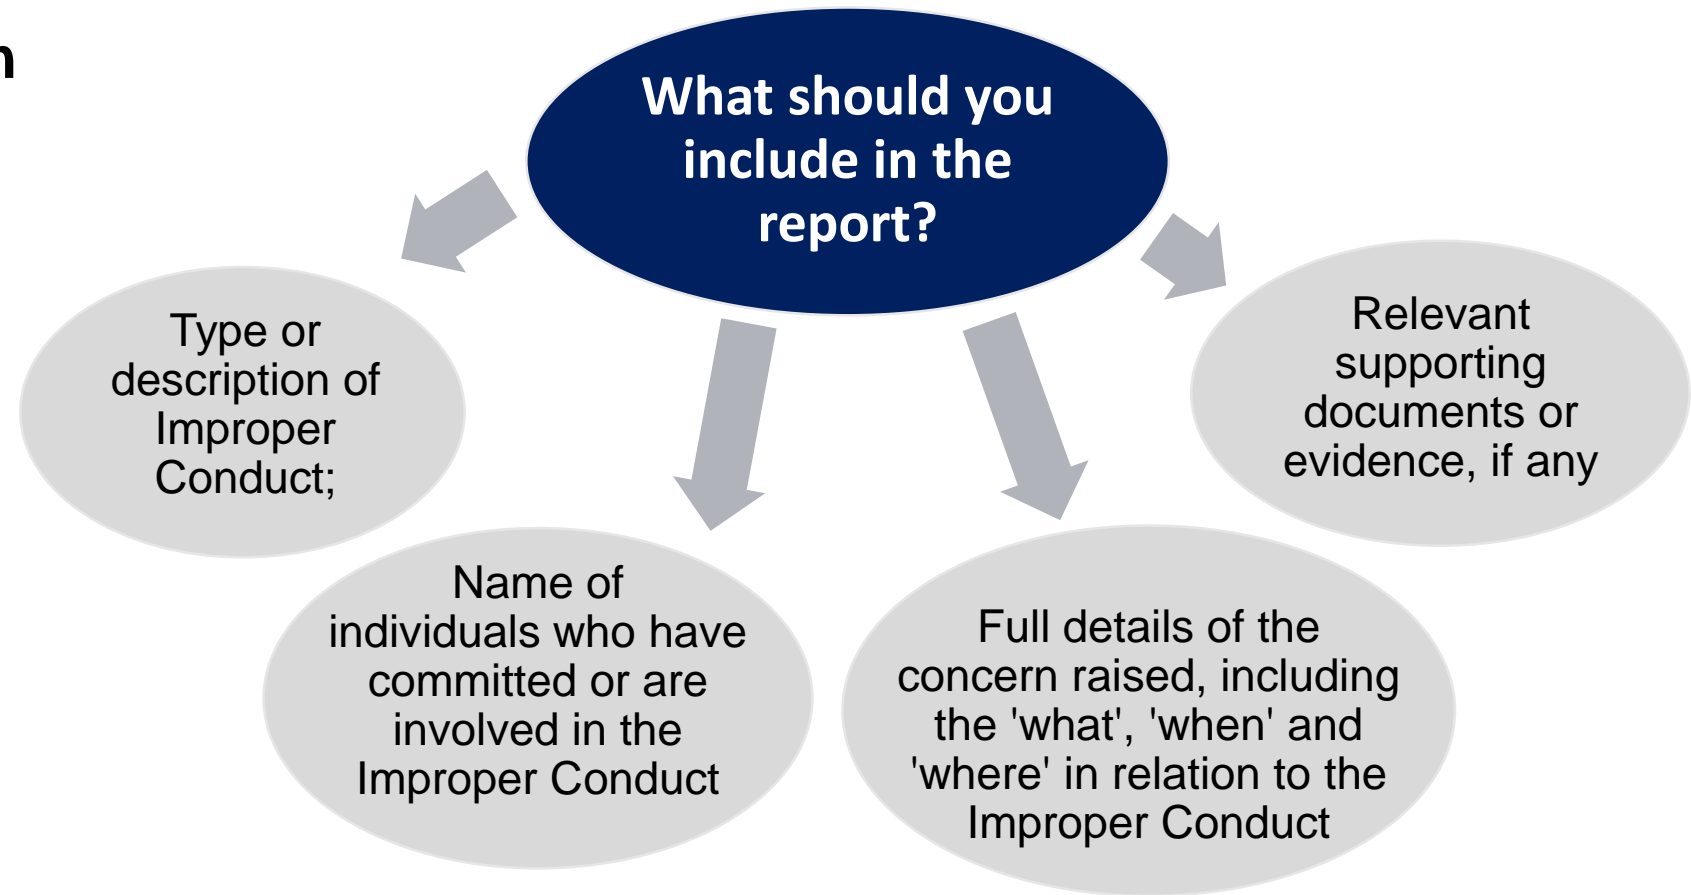 What should you
include in the
report?
Type or
description of
Improper
Conduct;
Name of
individuals who have
committed or are
involved in the
Improper Conduct
Full details of the
concern raised, including
the 'what', 'when' and
'where' in relation to the
Improper Conduct
Relevant
supporting
documents or
evidence, if any